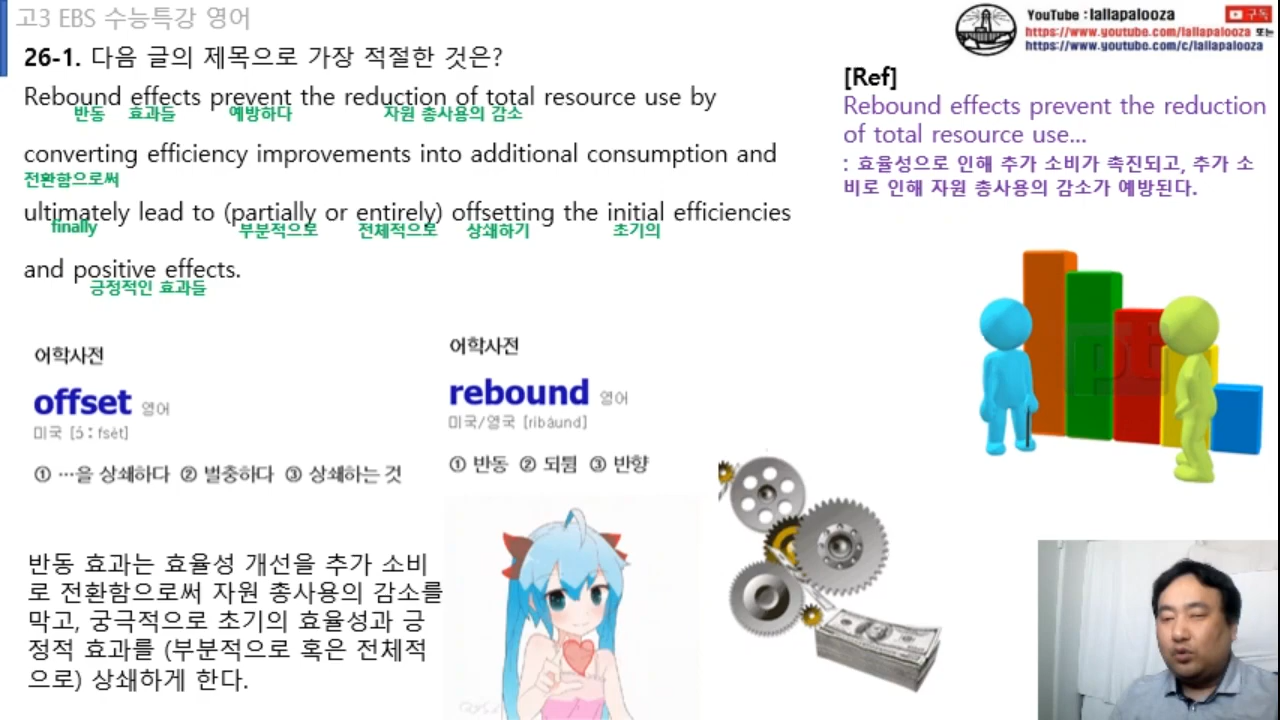 고3 EBS 수능특강 영어
YouTube : lallapalooza
구독
https://www.youtube.com/lallapalooza 또는
https://www.youtube.com/c/lallapalooza
26-1. 다음 글의 제목으로 가장 적절한 것은?
Rebound effects prevent the reduction of total resource use by
반동 효과들 예방하다 자원 총사용의 감소
converting efficiency improvements into additional consumption and
전환함으로써
ultimately lead to (partially or entirely) offsetting the initial efficiencies
finally 부분적으로 전체적으로 상쇄하기 초기의
and positive effects.
긍정적인 효과들
[Ref]
Rebound effects prevent the reduction
of total resource use...
: 효율성으로 인해 추가 소비가 촉진되고, 추가 소
비로 인해 자원 총사용의 감소가 예방된다.
어학사전
offset 영어
미국 [ɔ́ːfsèt]
① …을 상쇄하다 ② 벌충하다 ③ 상쇄하는 것
어학사전
rebound 영어
미국/영국 [ribáund]
① 반동 ② 되튐 ③ 반향
반동 효과는 효율성 개선을 추가 소비
로 전환함으로써 자원 총사용의 감소를
막고, 궁극적으로 초기의 효율성과 긍
정적 효과를 (부분적으로 혹은 전체적
으로) 상쇄하게 한다.